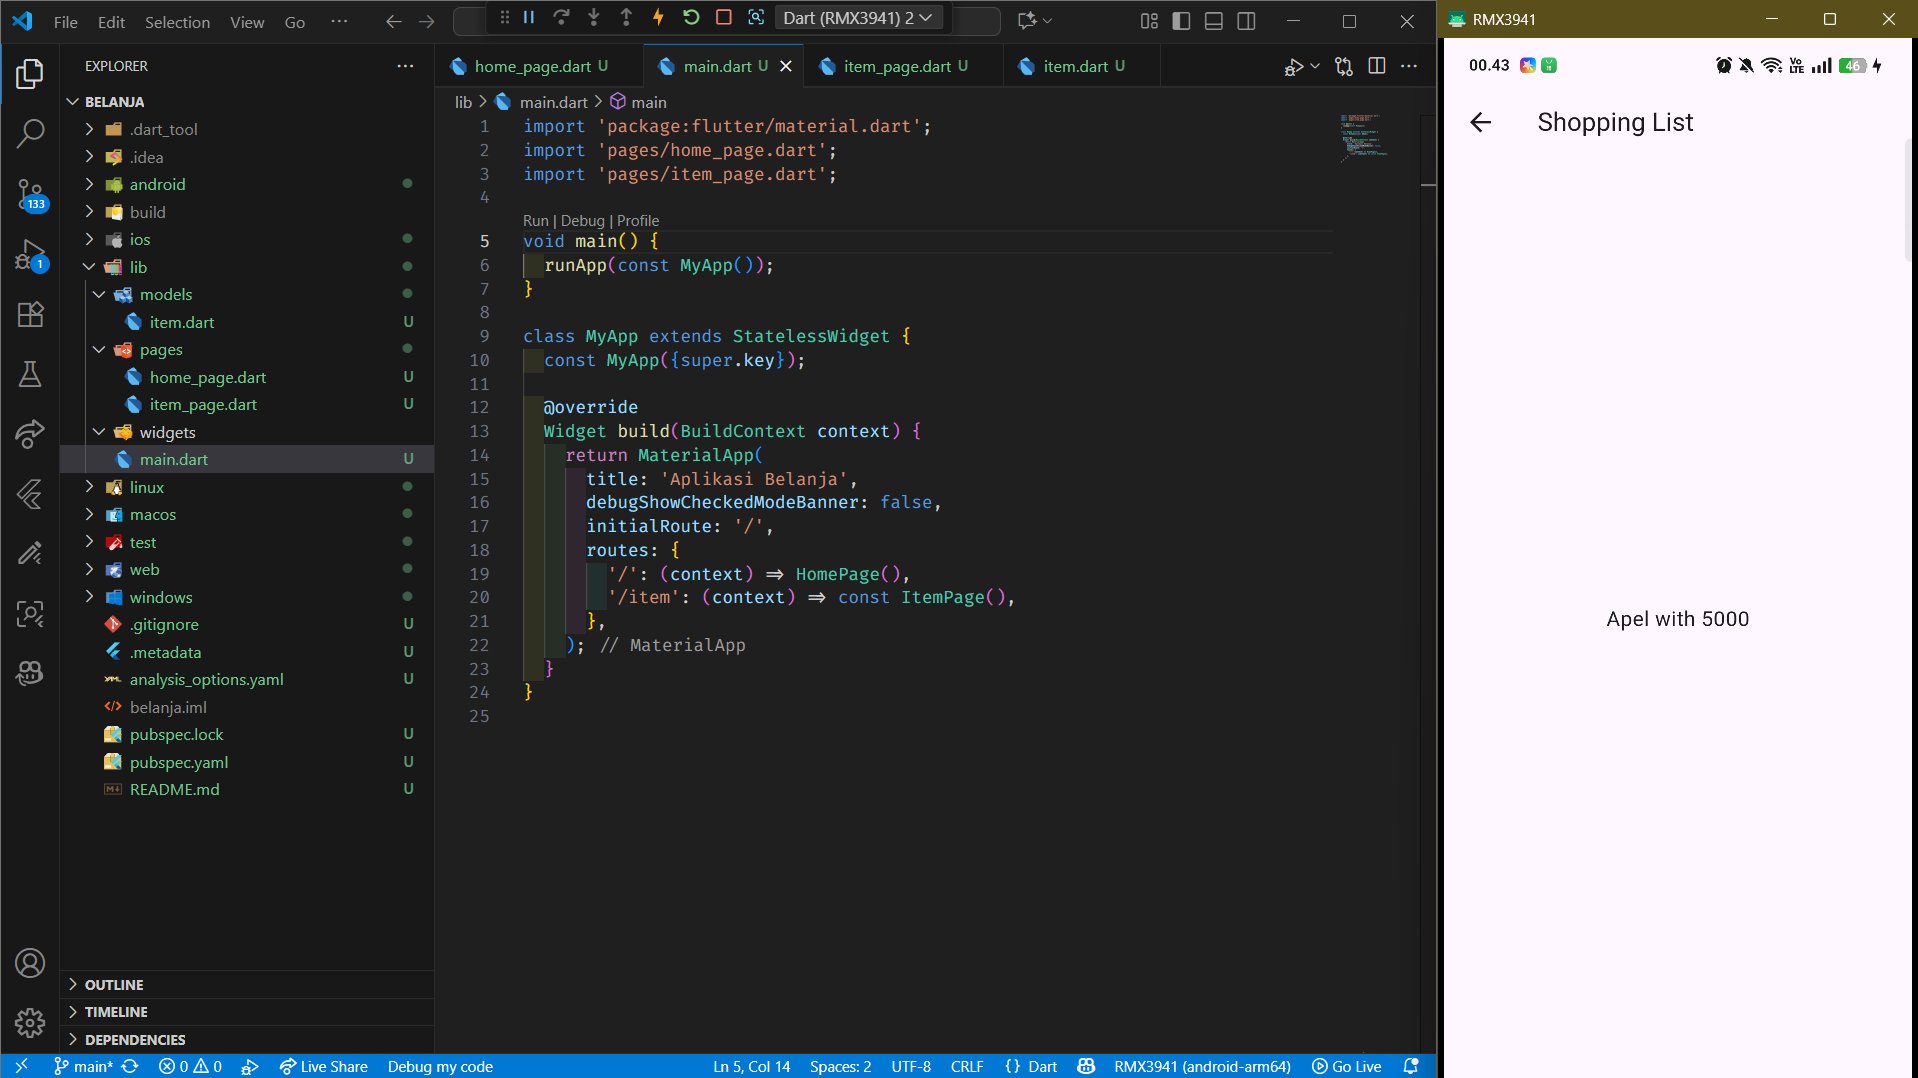 File Edit Selection View Go ···
Dart (RMX3941) 2
EXPLORER
BELANJA
.dart_tool
.idea
android
build
ios
lib
models
item.dart U
pages
home_page.dart U
item_page.dart U
widgets
main.dart U
linux
macos
test
web
windows
.gitignore U
.metadata U
analysis_options.yaml U
belanja.iml
pubspec.lock U
pubspec.yaml U
README.md U
OUTLINE
TIMELINE
DEPENDENCIES
133
1
home_page.dart U
main.dart U
item_page.dart U
item.dart U
lib > main.dart > main
1 import 'package:flutter/material.dart';
2 import 'pages/home_page.dart';
3 import 'pages/item_page.dart';
4
Run | Debug | Profile
5 void main() {
6 runApp(const MyApp());
7 }
8
9 class MyApp extends StatelessWidget {
10 const MyApp({super.key});
11
12 @override
13 Widget build(BuildContext context) {
14 return MaterialApp(
15 title: 'Aplikasi Belanja',
16 debugShowCheckedModeBanner: false,
17 initialRoute: '/',
18 routes: {
19 '/': (context) => HomePage(),
20 '/item': (context) => const ItemPage(),
21 },
22 ); // MaterialApp
23 }
24 }
25
main* 0 0 Live Share Debug my code Ln 5, Col 14 Spaces: 2 UTF-8 CRLF {} Dart RMX3941 (android-arm64) Go Live
RMX3941
00.43 Vo LTE 46
Shopping List
Apel with 5000